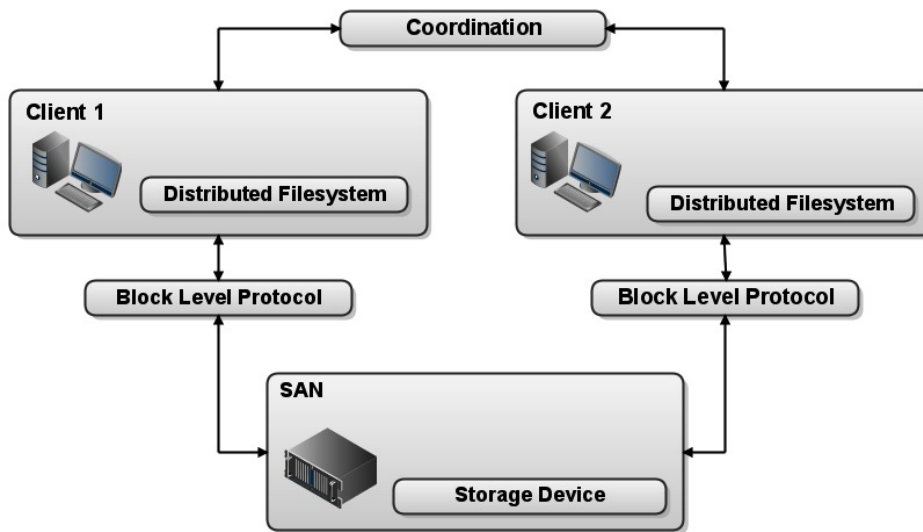 Coordination
Client 1
Distributed Filesystem
Client 2
Distributed Filesystem
Block Level Protocol
Block Level Protocol
SAN
Storage Device